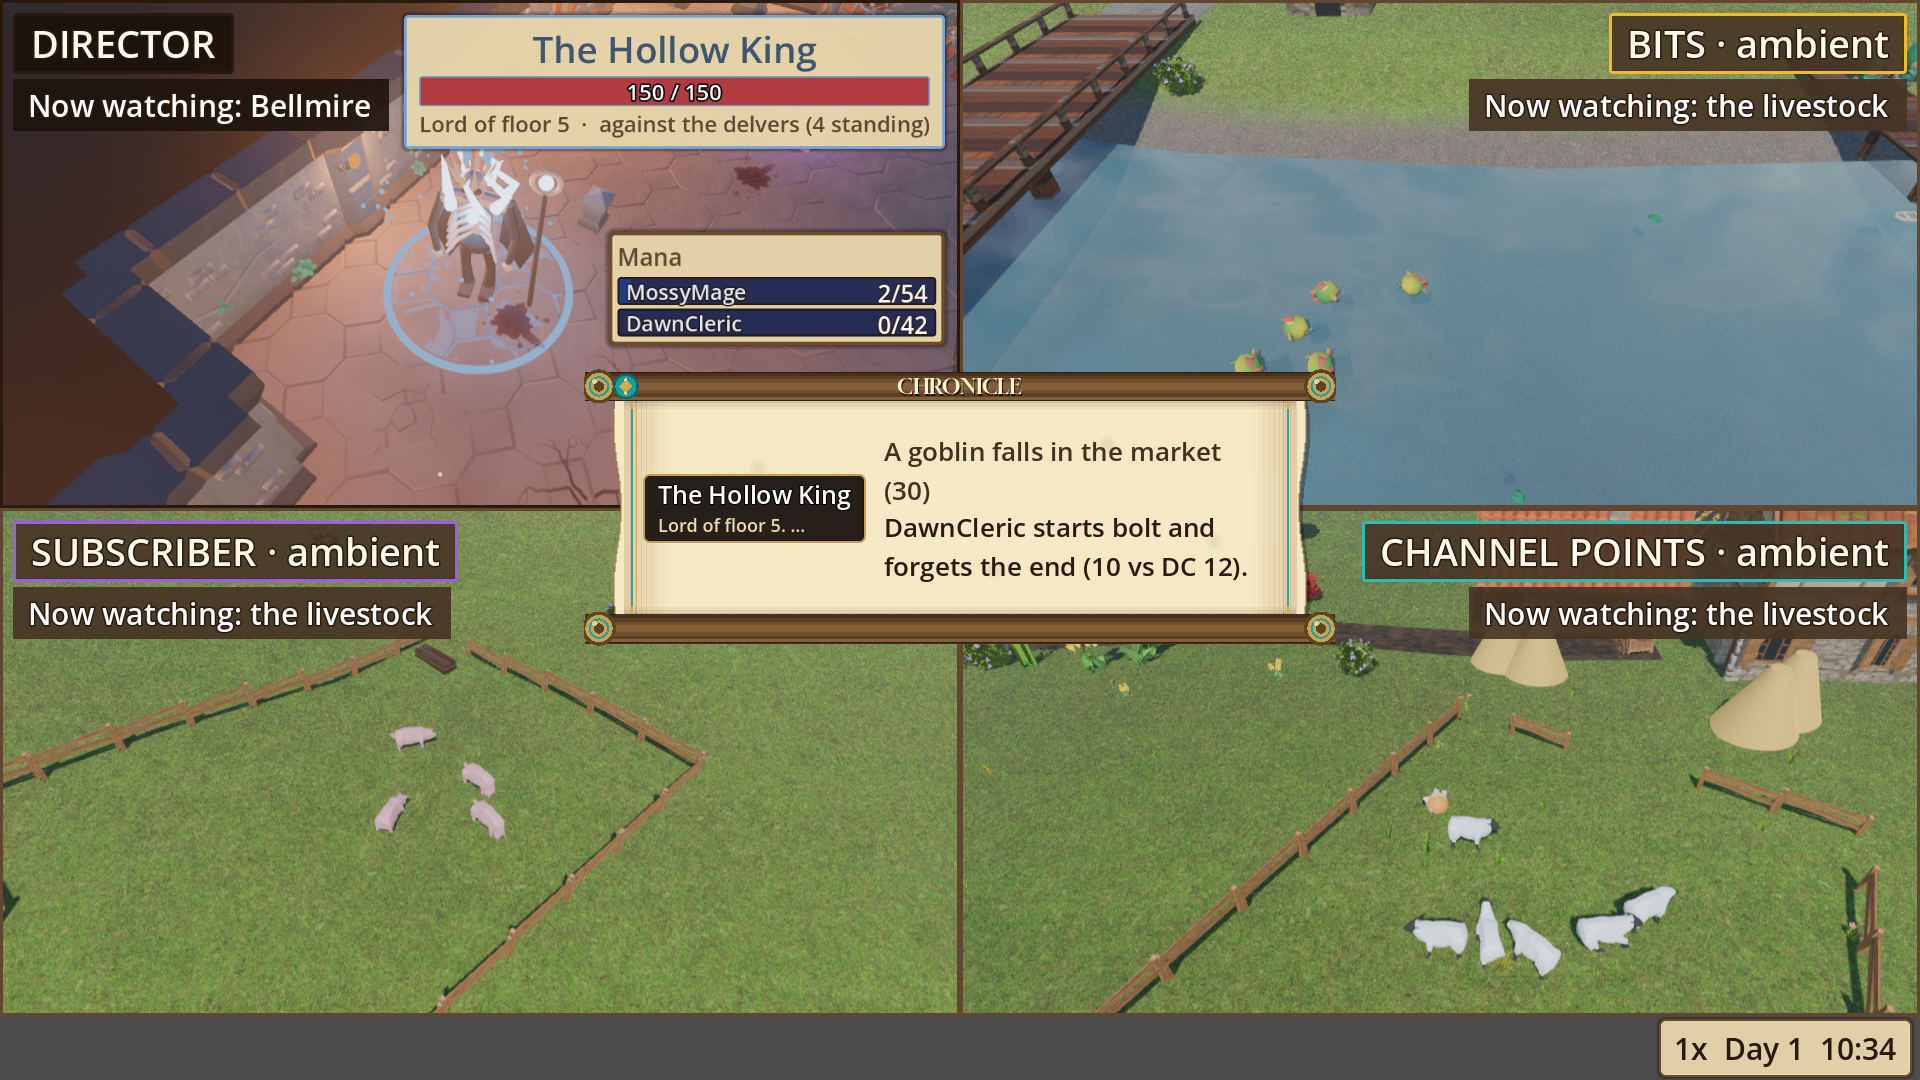 DIRECTOR
Now watching: Bellmire
The Hollow King
150 / 150
Lord of floor 5 · against the delvers (4 standing)
Mana
MossyMage 2/54
DawnCleric 0/42
BITS · ambient
Now watching: the livestock
CHRONICLE
The Hollow King
Lord of floor 5. ...
A goblin falls in the market
(30)
DawnCleric starts bolt and
forgets the end (10 vs DC 12).
SUBSCRIBER · ambient
Now watching: the livestock
CHANNEL POINTS · ambient
Now watching: the livestock
1x Day 1 10:34